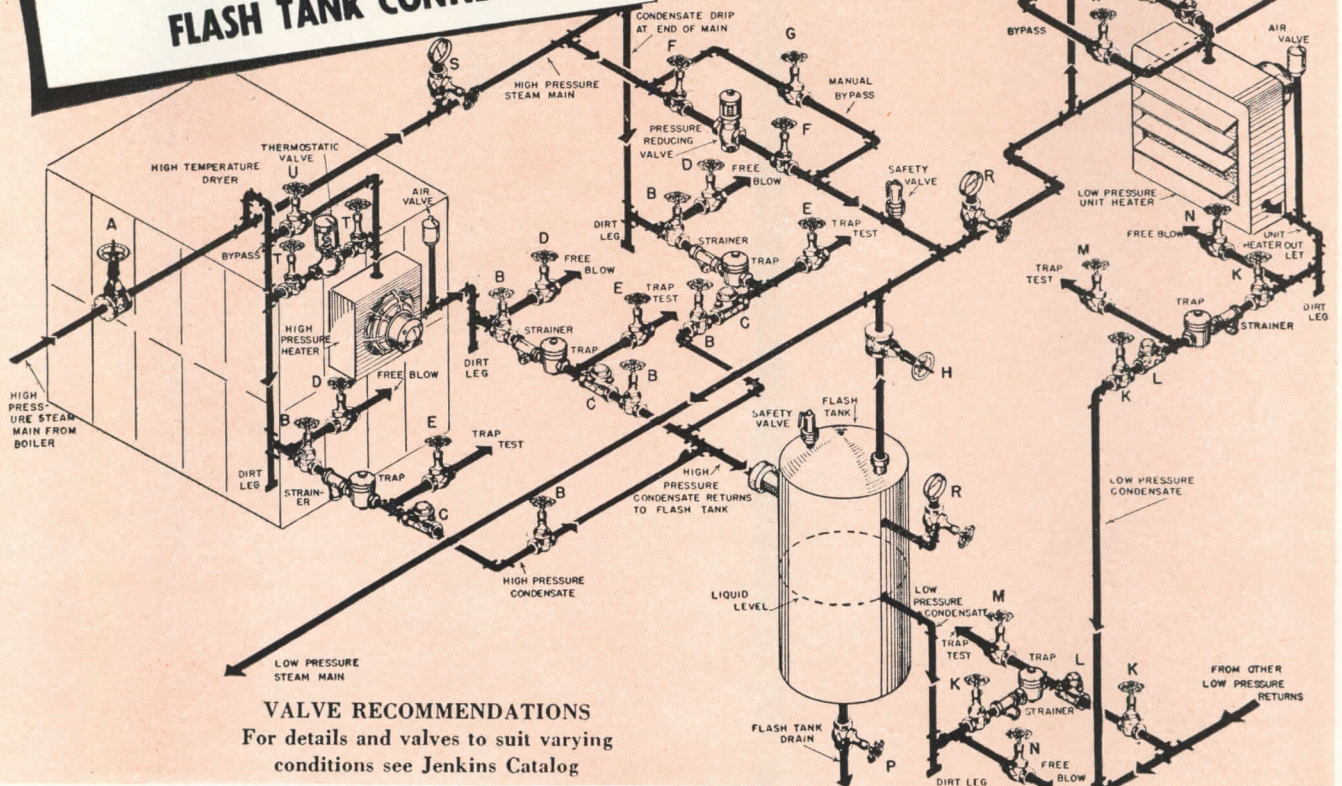 FLASH TANK
CONDENSATE DRIP
AT END OF MAIN
BYPASS
AIR
VALVE
S
F
G
HIGH PRESSURE
STEAM MAIN
MANUAL
BYPASS
PRESSURE
REDUCING
VALVE
F
THERMOSTATIC
VALVE
U
HIGH TEMPERATURE
DRYER
AIR
VALVE
D
FREE
BLOW
SAFETY
VALVE
R
LOW PRESSURE
UNIT HEATER
A
B
T
E
TRAP
TEST
DIRT
LEG
STRAINER
TRAP
N
FREE BLOW
UNIT
HEATER OUT
LET
BYPASS
T
D
FREE
BLOW
B
E
TRAP
TEST
C
B
M
TRAP
TEST
K
TRAP
STRAINER
DIRT
LEG
STRAINER
TRAP
HIGH
PRESSURE
HEATER
DIRT
LEG
B
C
H
L
K
HIGH
PRESS-
URE STEAM
MAIN FROM
BOILER
D
FREE BLOW
B
E
TRAP
TEST
DIRT
LEG
STRAIN-
ER
TRAP
C
SAFETY
VALVE
FLASH
TANK
HIGH
PRESSURE
CONDENSATE RETURNS
TO FLASH TANK
B
R
LOW PRESSURE
CONDENSATE
HIGH PRESSURE
CONDENSATE
LIQUID
LEVEL
LOW
PRESSURE
CONDENSATE
M
TRAP
TEST
TRAP
L
K
STRAINER
K
FROM OTHER
LOW PRESSURE
RETURNS
LOW PRESSURE
STEAM MAIN
FLASH TANK
DRAIN
P
N
FREE
BLOW
DIRT LEG
VALVE RECOMMENDATIONS
For details and valves to suit varying
conditions see Jenkins Catalog